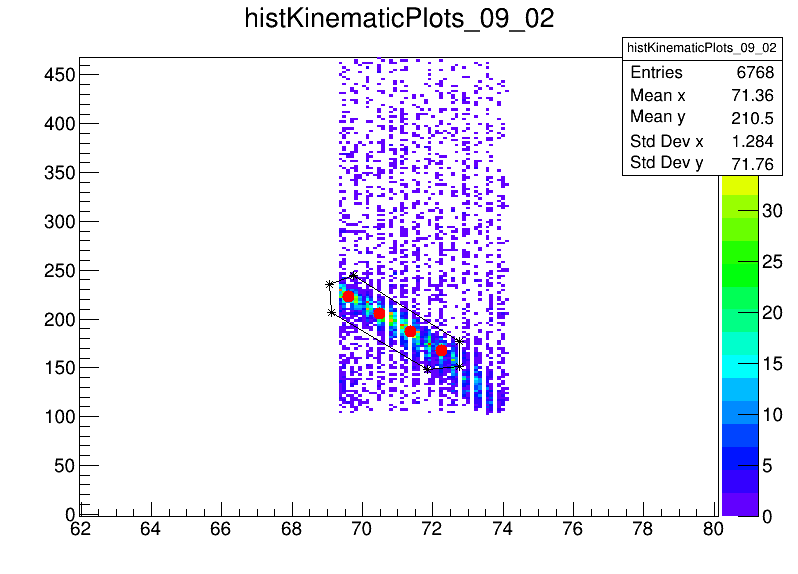 histKinematicPlots_09_02
histKinematicPlots_09_02
Entries 6768
Mean x 71.36
Mean y 210.5
Std Dev x 1.284
Std Dev y 71.76
450
400
350
300
250
200
150
100
50
0
62 64 66 68 70 72 74 76 78 80
30
25
20
15
10
5
0